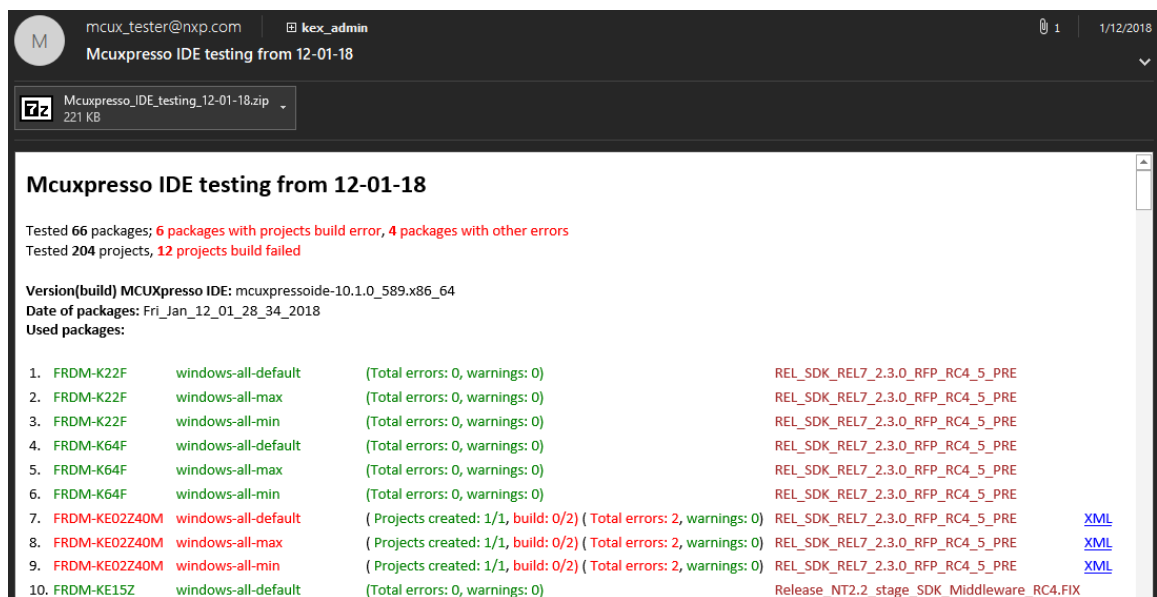 M
mcux_tester@nxp.com kex_admin 1 1/12/2018
Mcuxpresso IDE testing from 12-01-18
7z Mcuxpresso_IDE_testing_12-01-18.zip
221 KB
Mcuxpresso IDE testing from 12-01-18
Tested 66 packages; 6 packages with projects build error, 4 packages with other errors
Tested 204 projects, 12 projects build failed
Version(build) MCUXpresso IDE: mcuxpressoide-10.1.0_589.x86_64
Date of packages: Fri_Jan_12_01_28_34_2018
Used packages:
1. FRDM-K22F windows-all-default (Total errors: 0, warnings: 0) REL_SDK_REL7_2.3.0_RFP_RC4_5_PRE
2. FRDM-K22F windows-all-max (Total errors: 0, warnings: 0) REL_SDK_REL7_2.3.0_RFP_RC4_5_PRE
3. FRDM-K22F windows-all-min (Total errors: 0, warnings: 0) REL_SDK_REL7_2.3.0_RFP_RC4_5_PRE
4. FRDM-K64F windows-all-default (Total errors: 0, warnings: 0) REL_SDK_REL7_2.3.0_RFP_RC4_5_PRE
5. FRDM-K64F windows-all-max (Total errors: 0, warnings: 0) REL_SDK_REL7_2.3.0_RFP_RC4_5_PRE
6. FRDM-K64F windows-all-min (Total errors: 0, warnings: 0) REL_SDK_REL7_2.3.0_RFP_RC4_5_PRE
7. FRDM-KE02Z40M windows-all-default ( Projects created: 1/1, build: 0/2) ( Total errors: 2, warnings: 0) REL_SDK_REL7_2.3.0_RFP_RC4_5_PRE XML
8. FRDM-KE02Z40M windows-all-max ( Projects created: 1/1, build: 0/2) ( Total errors: 2, warnings: 0) REL_SDK_REL7_2.3.0_RFP_RC4_5_PRE XML
9. FRDM-KE02Z40M windows-all-min ( Projects created: 1/1, build: 0/2) ( Total errors: 2, warnings: 0) REL_SDK_REL7_2.3.0_RFP_RC4_5_PRE XML
10. FRDM-KE15Z windows-all-default (Total errors: 0, warnings: 0) Release_NT2.2_stage_SDK_Middleware_RC4.FIX